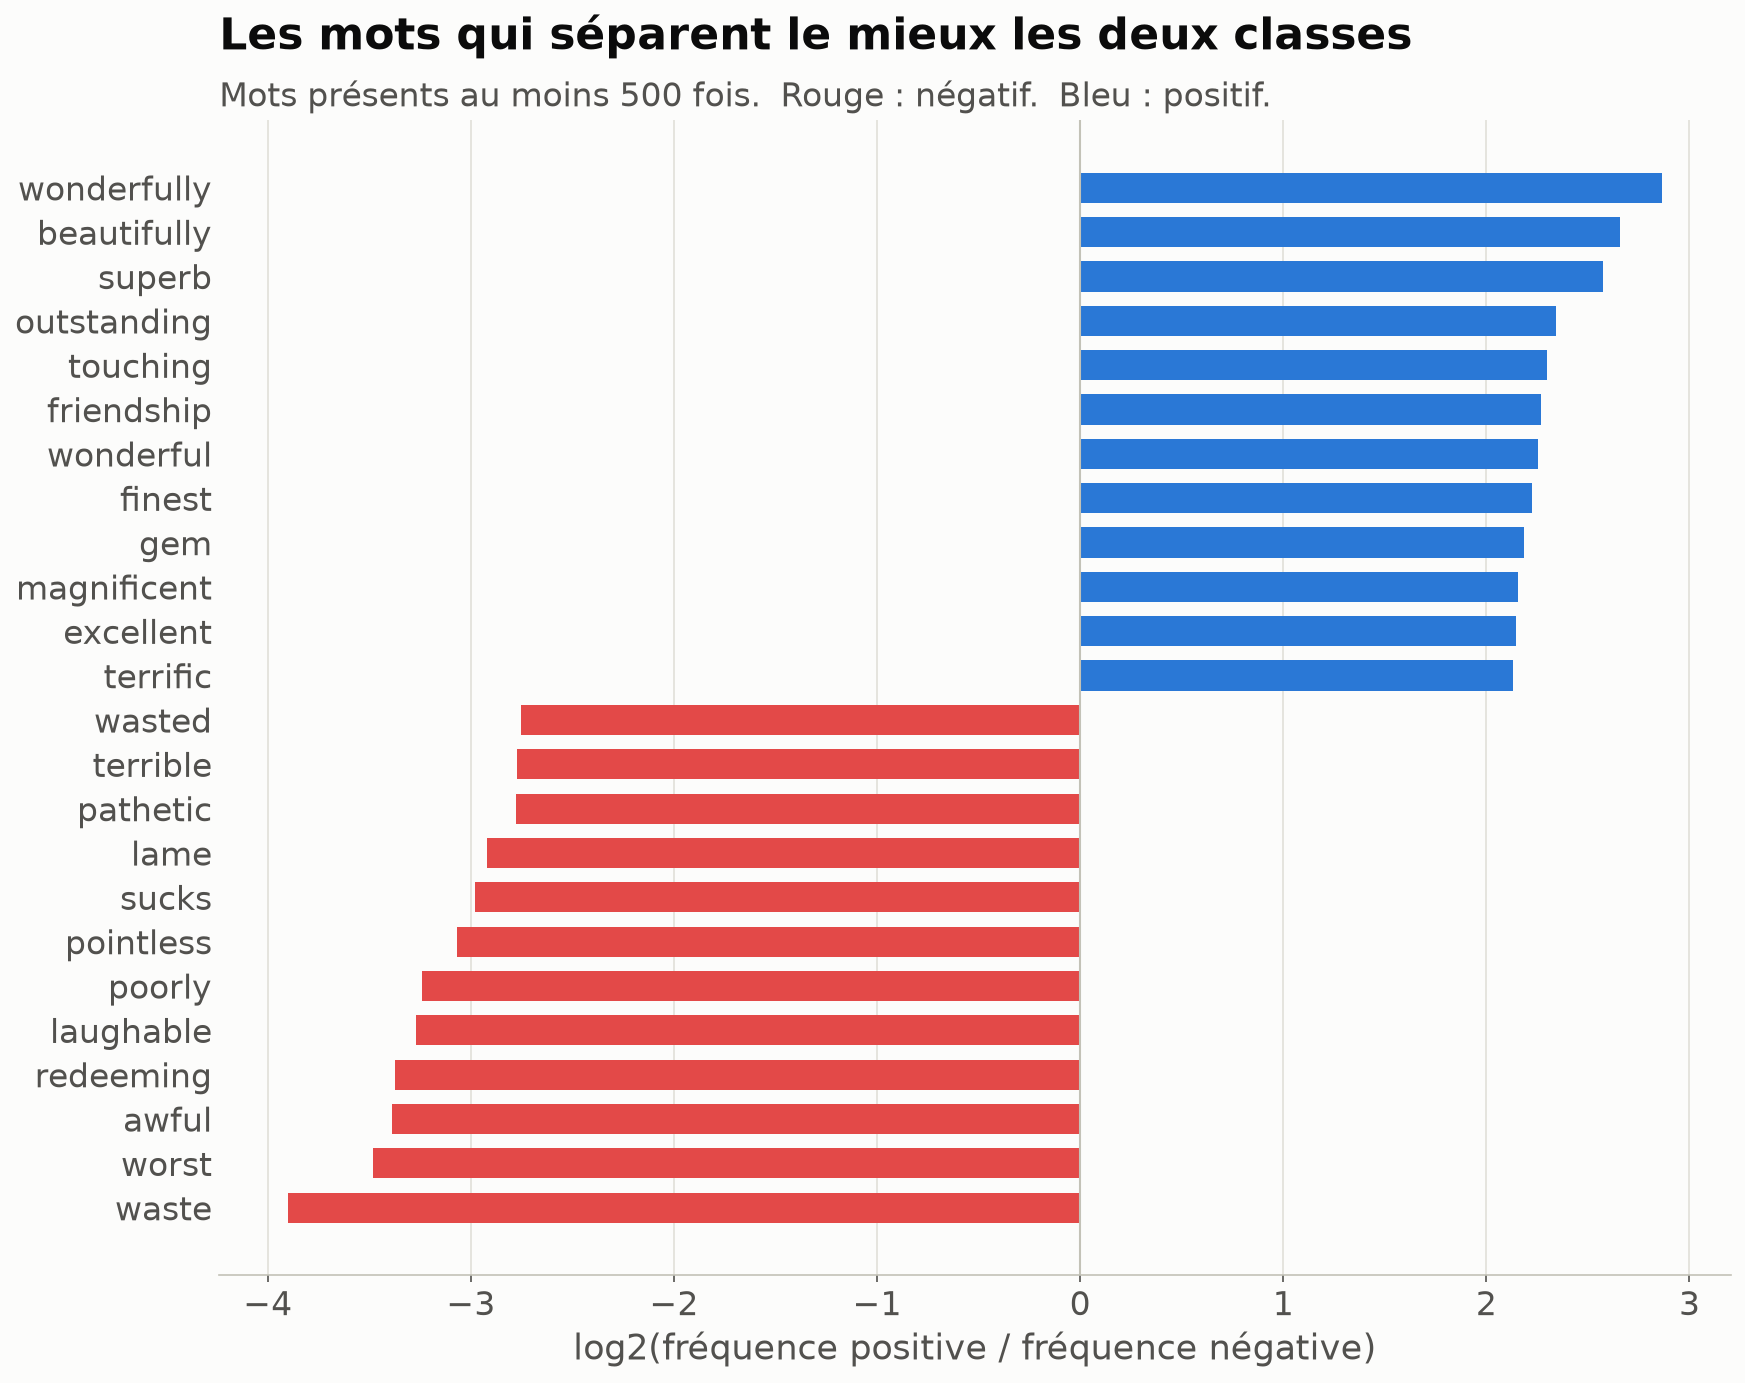 Les mots qui séparent le mieux les deux classes
Mots présents au moins 500 fois.  Rouge : négatif.  Bleu : positif.
wonderfully
beautifully
superb
outstanding
touching
friendship
wonderful
finest
gem
magnificent
excellent
terrific
wasted
terrible
pathetic
lame
sucks
pointless
poorly
laughable
redeeming
awful
worst
waste
−4 −3 −2 −1 0 1 2 3
log2(fréquence positive / fréquence négative)